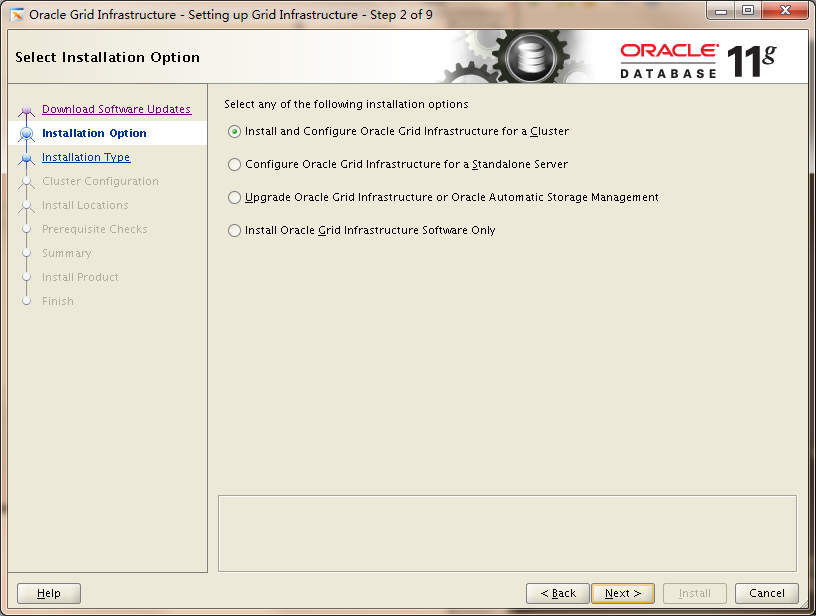 Oracle Grid Infrastructure - Setting up Grid Infrastructure - Step 2 of 9
Select Installation Option
ORACLE
DATABASE
11g
Download Software Updates
Installation Option
Installation Type
Cluster Configuration
Install Locations
Prerequisite Checks
Summary
Install Product
Finish
Select any of the following installation options
Install and Configure Oracle Grid Infrastructure for a Cluster
Configure Oracle Grid Infrastructure for a Standalone Server
Upgrade Oracle Grid Infrastructure or Oracle Automatic Storage Management
Install Oracle Grid Infrastructure Software Only
Help
< Back
Next >
Install
Cancel